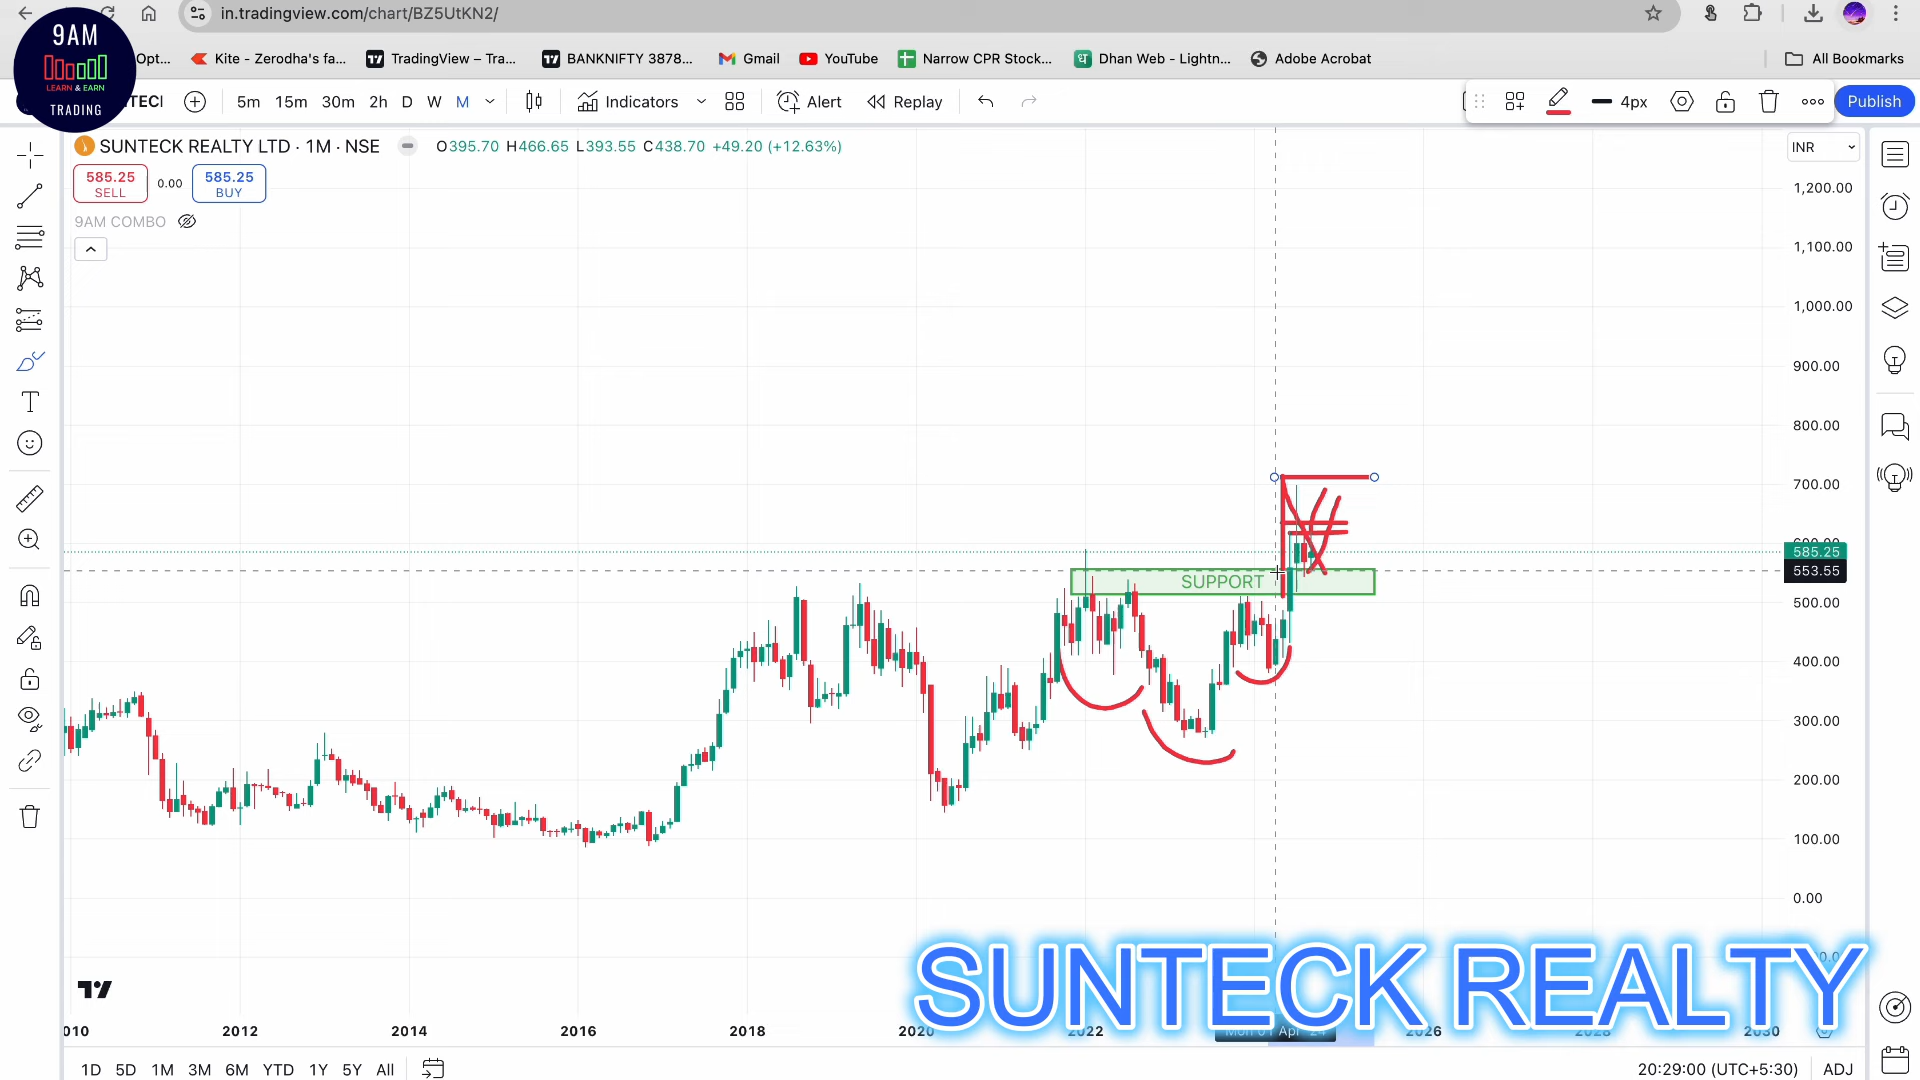 in.tradingview.com/chart/BZ5UtKN2/
9AM
LEARN & EARN
TRADING
Opt...
Kite - Zerodha's fa...
TradingView – Tra...
BANKNIFTY 3878...
Gmail
YouTube
Narrow CPR Stock...
Dhan Web - Lightn...
Adobe Acrobat
All Bookmarks
5m 15m 30m 2h D W M
Indicators
Alert
Replay
4px
Publish
SUNTECK REALTY LTD · 1M · NSE
O395.70 H466.65 L393.55 C438.70 +49.20 (+12.63%)
INR
585.25
SELL
0.00
585.25
BUY
9AM COMBO
1,200.00
1,100.00
1,000.00
900.00
800.00
700.00
585.25
553.55
SUPPORT
500.00
400.00
300.00
200.00
100.00
0.00
SUNTECK REALTY
2012 2014 2016 2018 2020 2022 2026 2028 2030
1D 5D 1M 3M 6M YTD 1Y 5Y All
20:29:00 (UTC+5:30)
ADJ